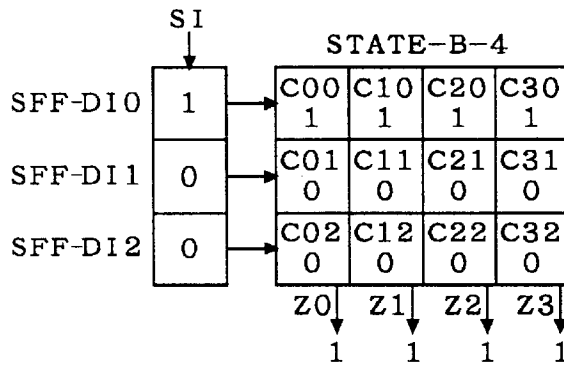 SI
STATE-B-4
SFF-DI0 1 C00 C10 C20 C30
1 1 1 1
SFF-DI1 0 C01 C11 C21 C31
0 0 0 0
SFF-DI2 0 C02 C12 C22 C32
0 0 0 0
Z0 Z1 Z2 Z3
1 1 1 1